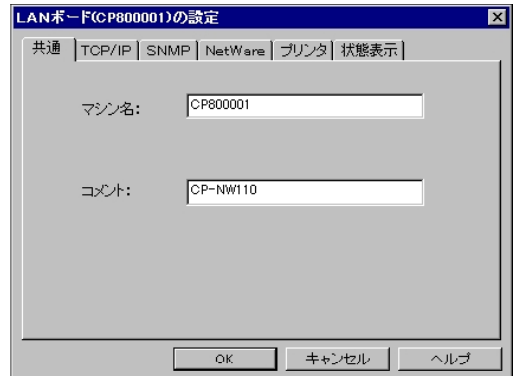 LANボード(CP800001)の設定
共通 TCP/IP SNMP NetWare プリンタ 状態表示
マシン名: CP800001
コメント: CP-NW110
OK キャンセル ヘルプ